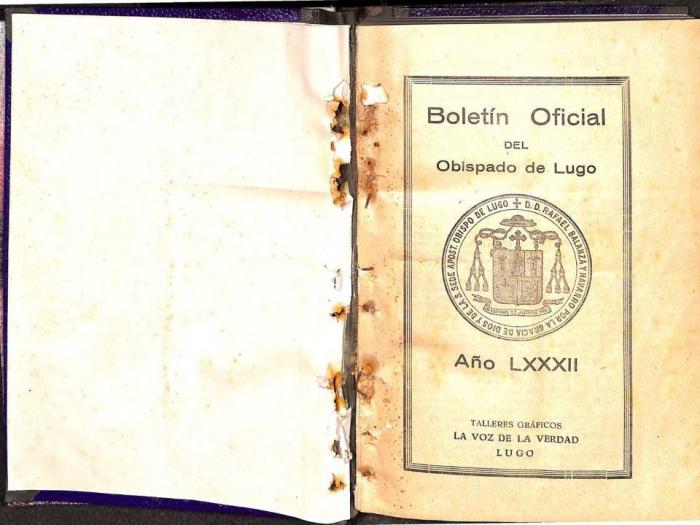 Boletín Oficial
DEL
Obispado de Lugo
✝ D. D. RAFAEL BALANZA Y NAVARRO POR LA GRACIA DE DIOS Y DE LA S. SEDE APOST. OBISPO DE LUGO
Año LXXXII
TALLERES GRÁFICOS
LA VOZ DE LA VERDAD
LUGO